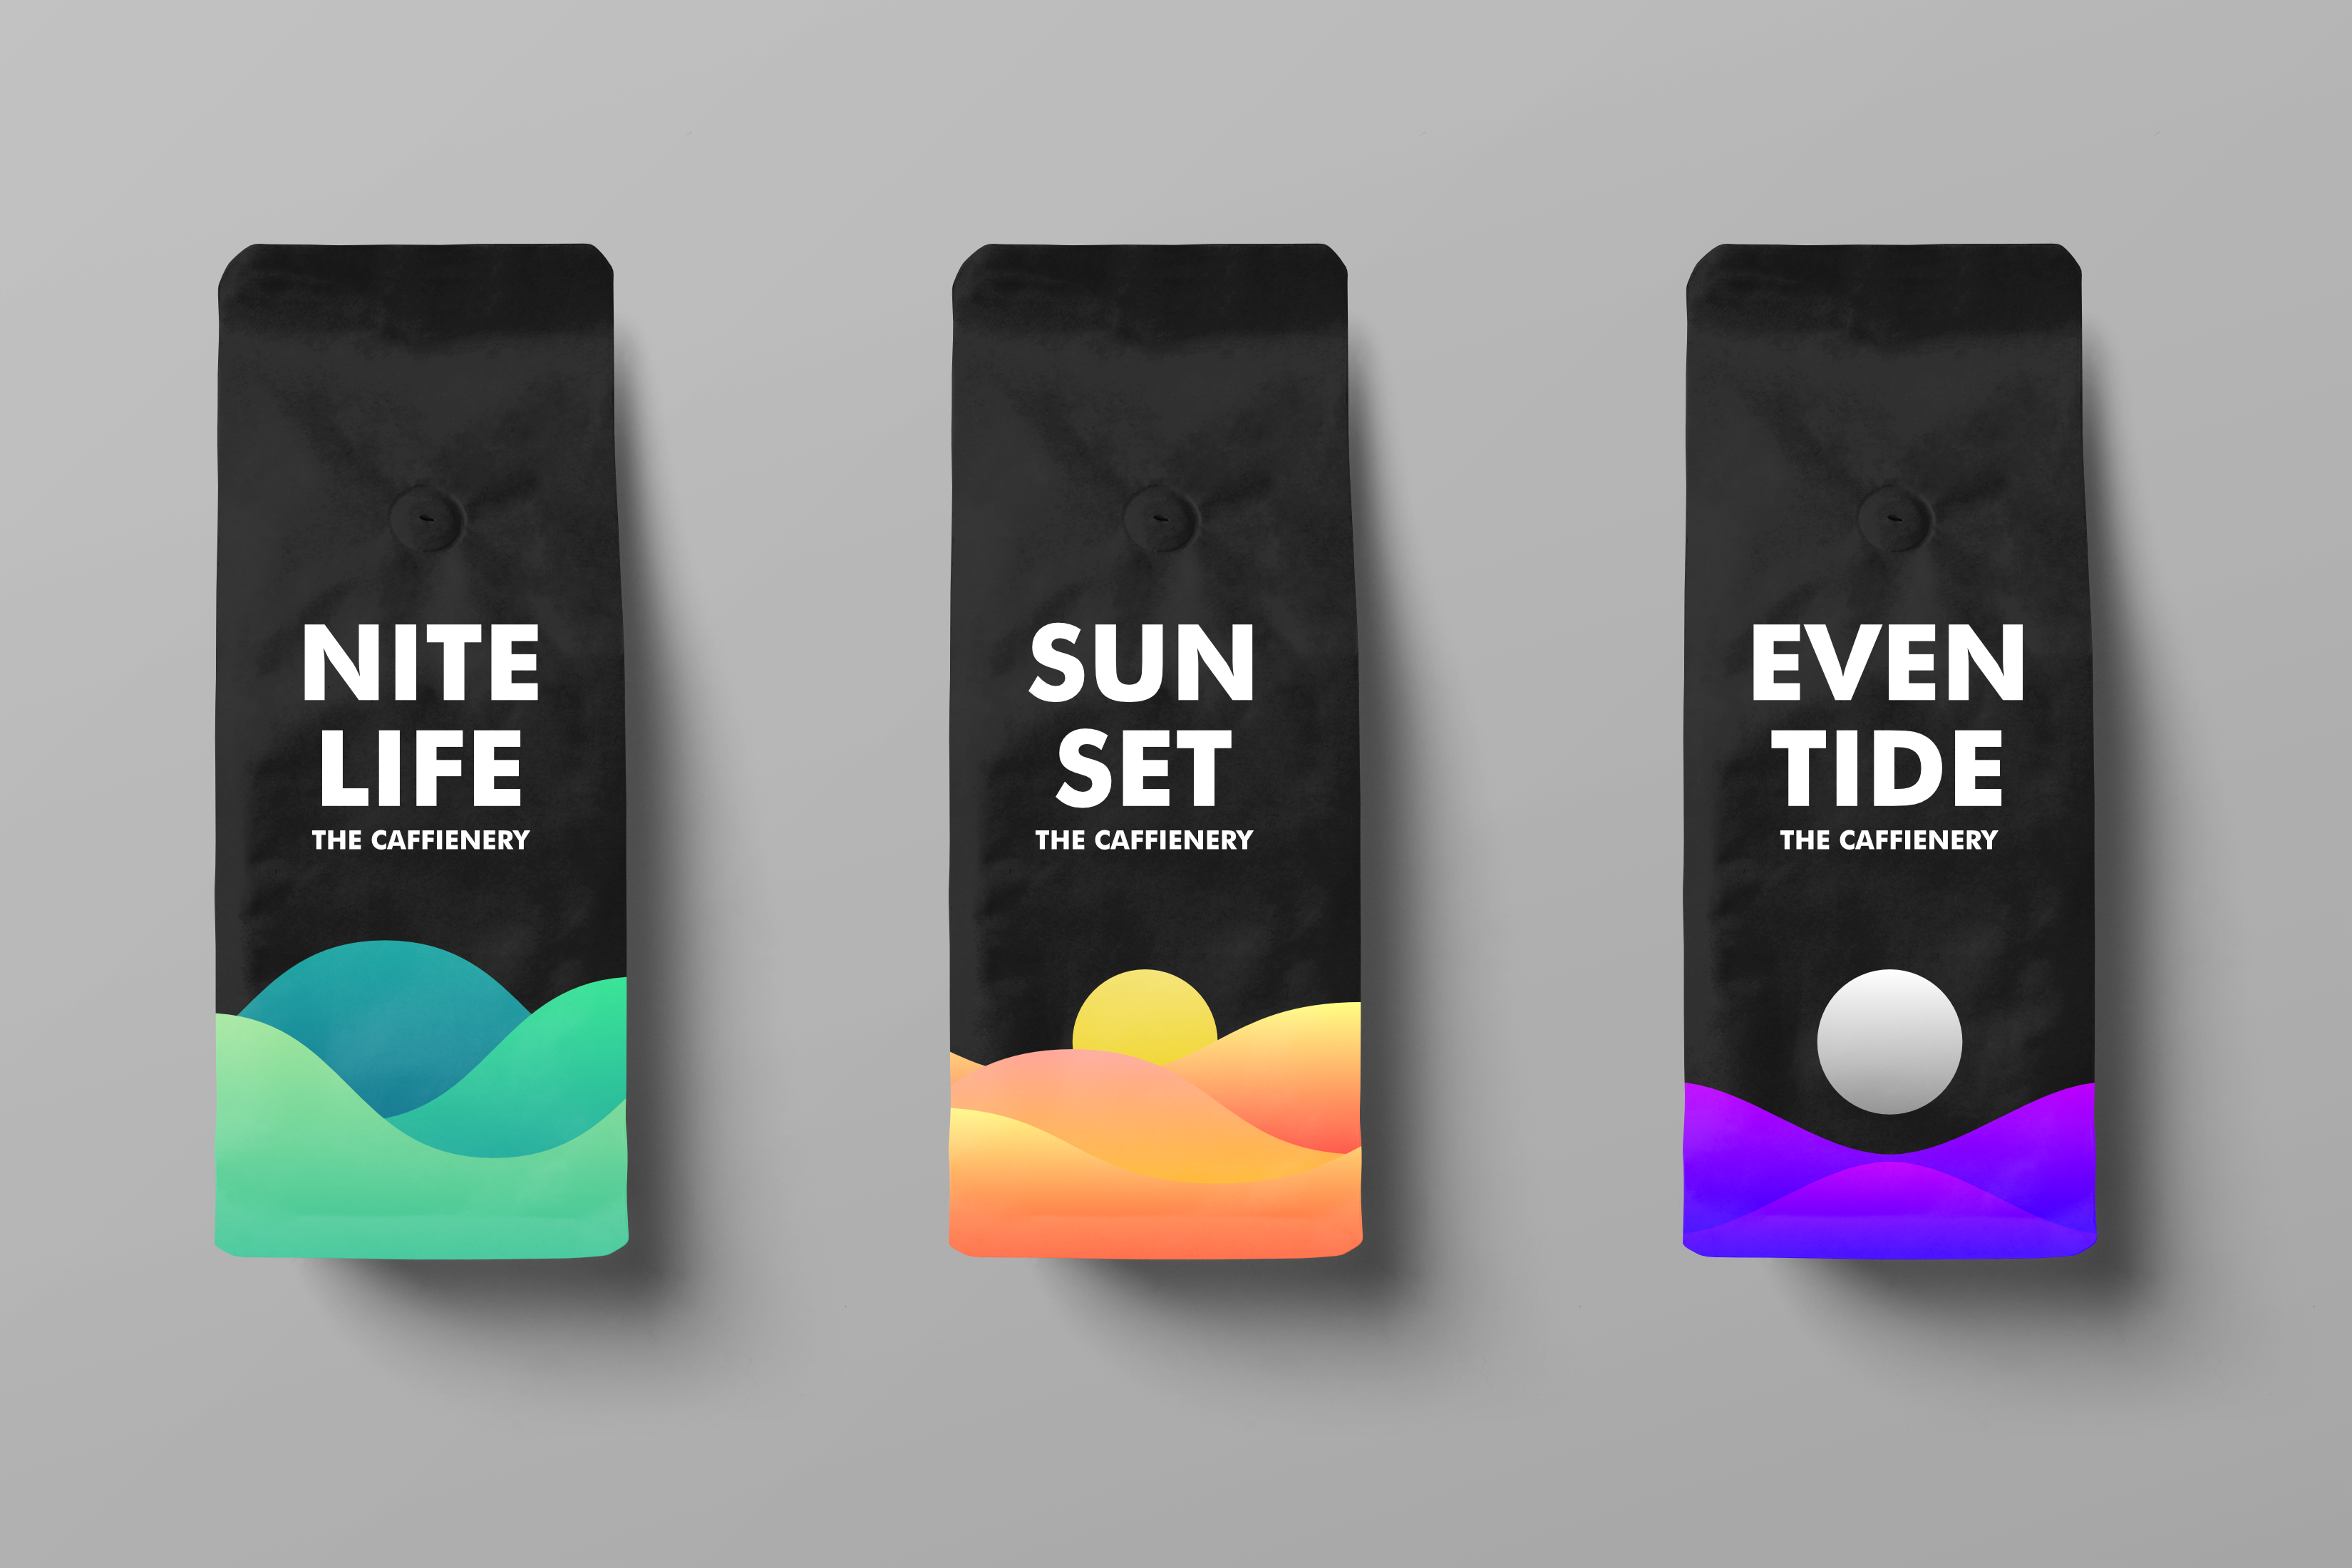 NITE
LIFE
THE CAFFIENERY
SUN
SET
THE CAFFIENERY
EVEN
TIDE
THE CAFFIENERY